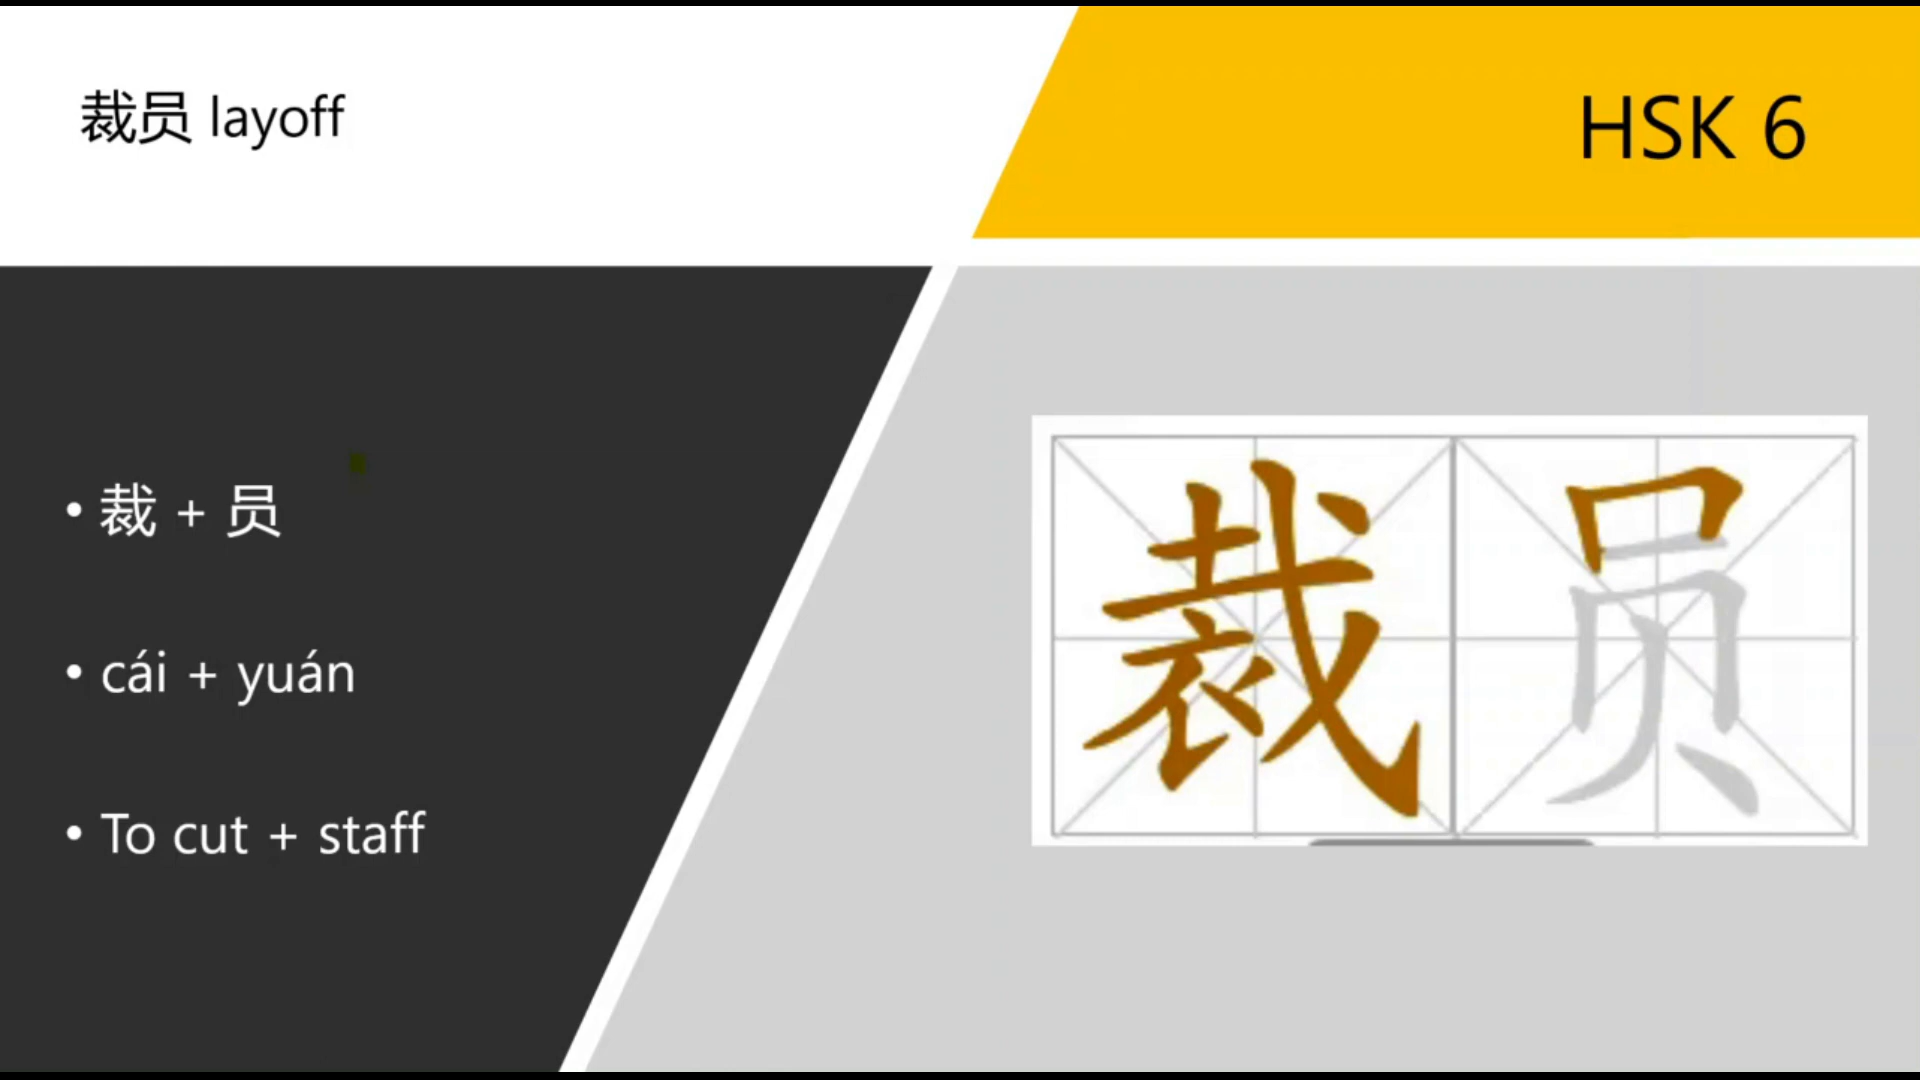 裁员 layoff
HSK 6
• 裁 + 员
• cái + yuán
• To cut + staff
裁员